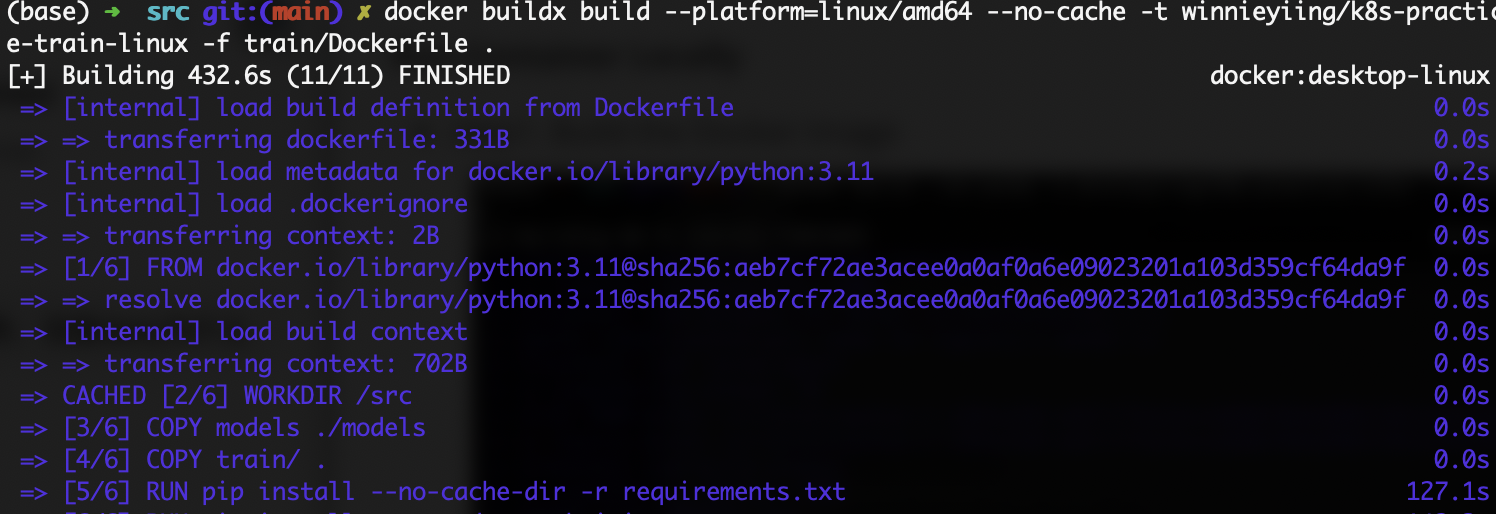 (base) ➜ src git:(main) ✗ docker buildx build --platform=linux/amd64 --no-cache -t winnieyiing/k8s-practic
e-train-linux -f train/Dockerfile .
[+] Building 432.6s (11/11) FINISHED docker:desktop-linux
=> [internal] load build definition from Dockerfile 0.0s
=> => transferring dockerfile: 331B 0.0s
=> [internal] load metadata for docker.io/library/python:3.11 0.2s
=> [internal] load .dockerignore 0.0s
=> => transferring context: 2B 0.0s
=> [1/6] FROM docker.io/library/python:3.11@sha256:aeb7cf72ae3acee0a0af0a6e09023201a103d359cf64da9f 0.0s
=> => resolve docker.io/library/python:3.11@sha256:aeb7cf72ae3acee0a0af0a6e09023201a103d359cf64da9f 0.0s
=> [internal] load build context 0.0s
=> => transferring context: 702B 0.0s
=> CACHED [2/6] WORKDIR /src 0.0s
=> [3/6] COPY models ./models 0.0s
=> [4/6] COPY train/ . 0.0s
=> [5/6] RUN pip install --no-cache-dir -r requirements.txt 127.1s